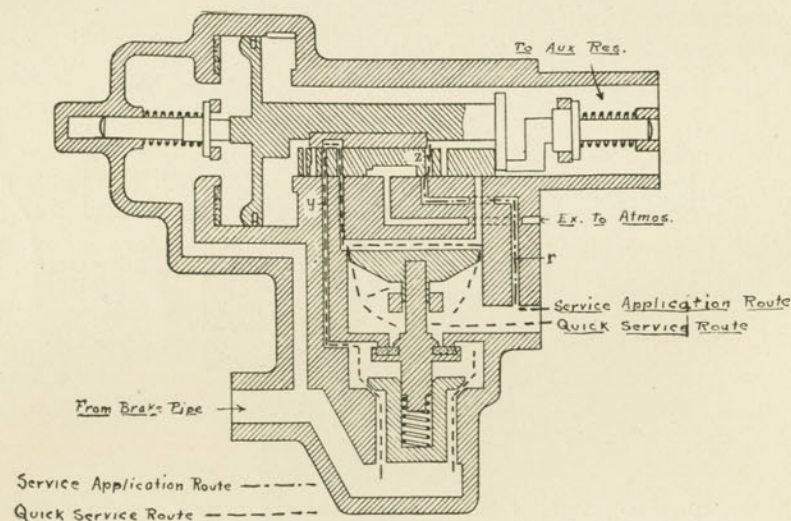 To Aux Res.
z
y
Ex. To Atmos.
r
Service Application Route
Quick Service Route
From Brake Pipe
Service Application Route
Quick Service Route